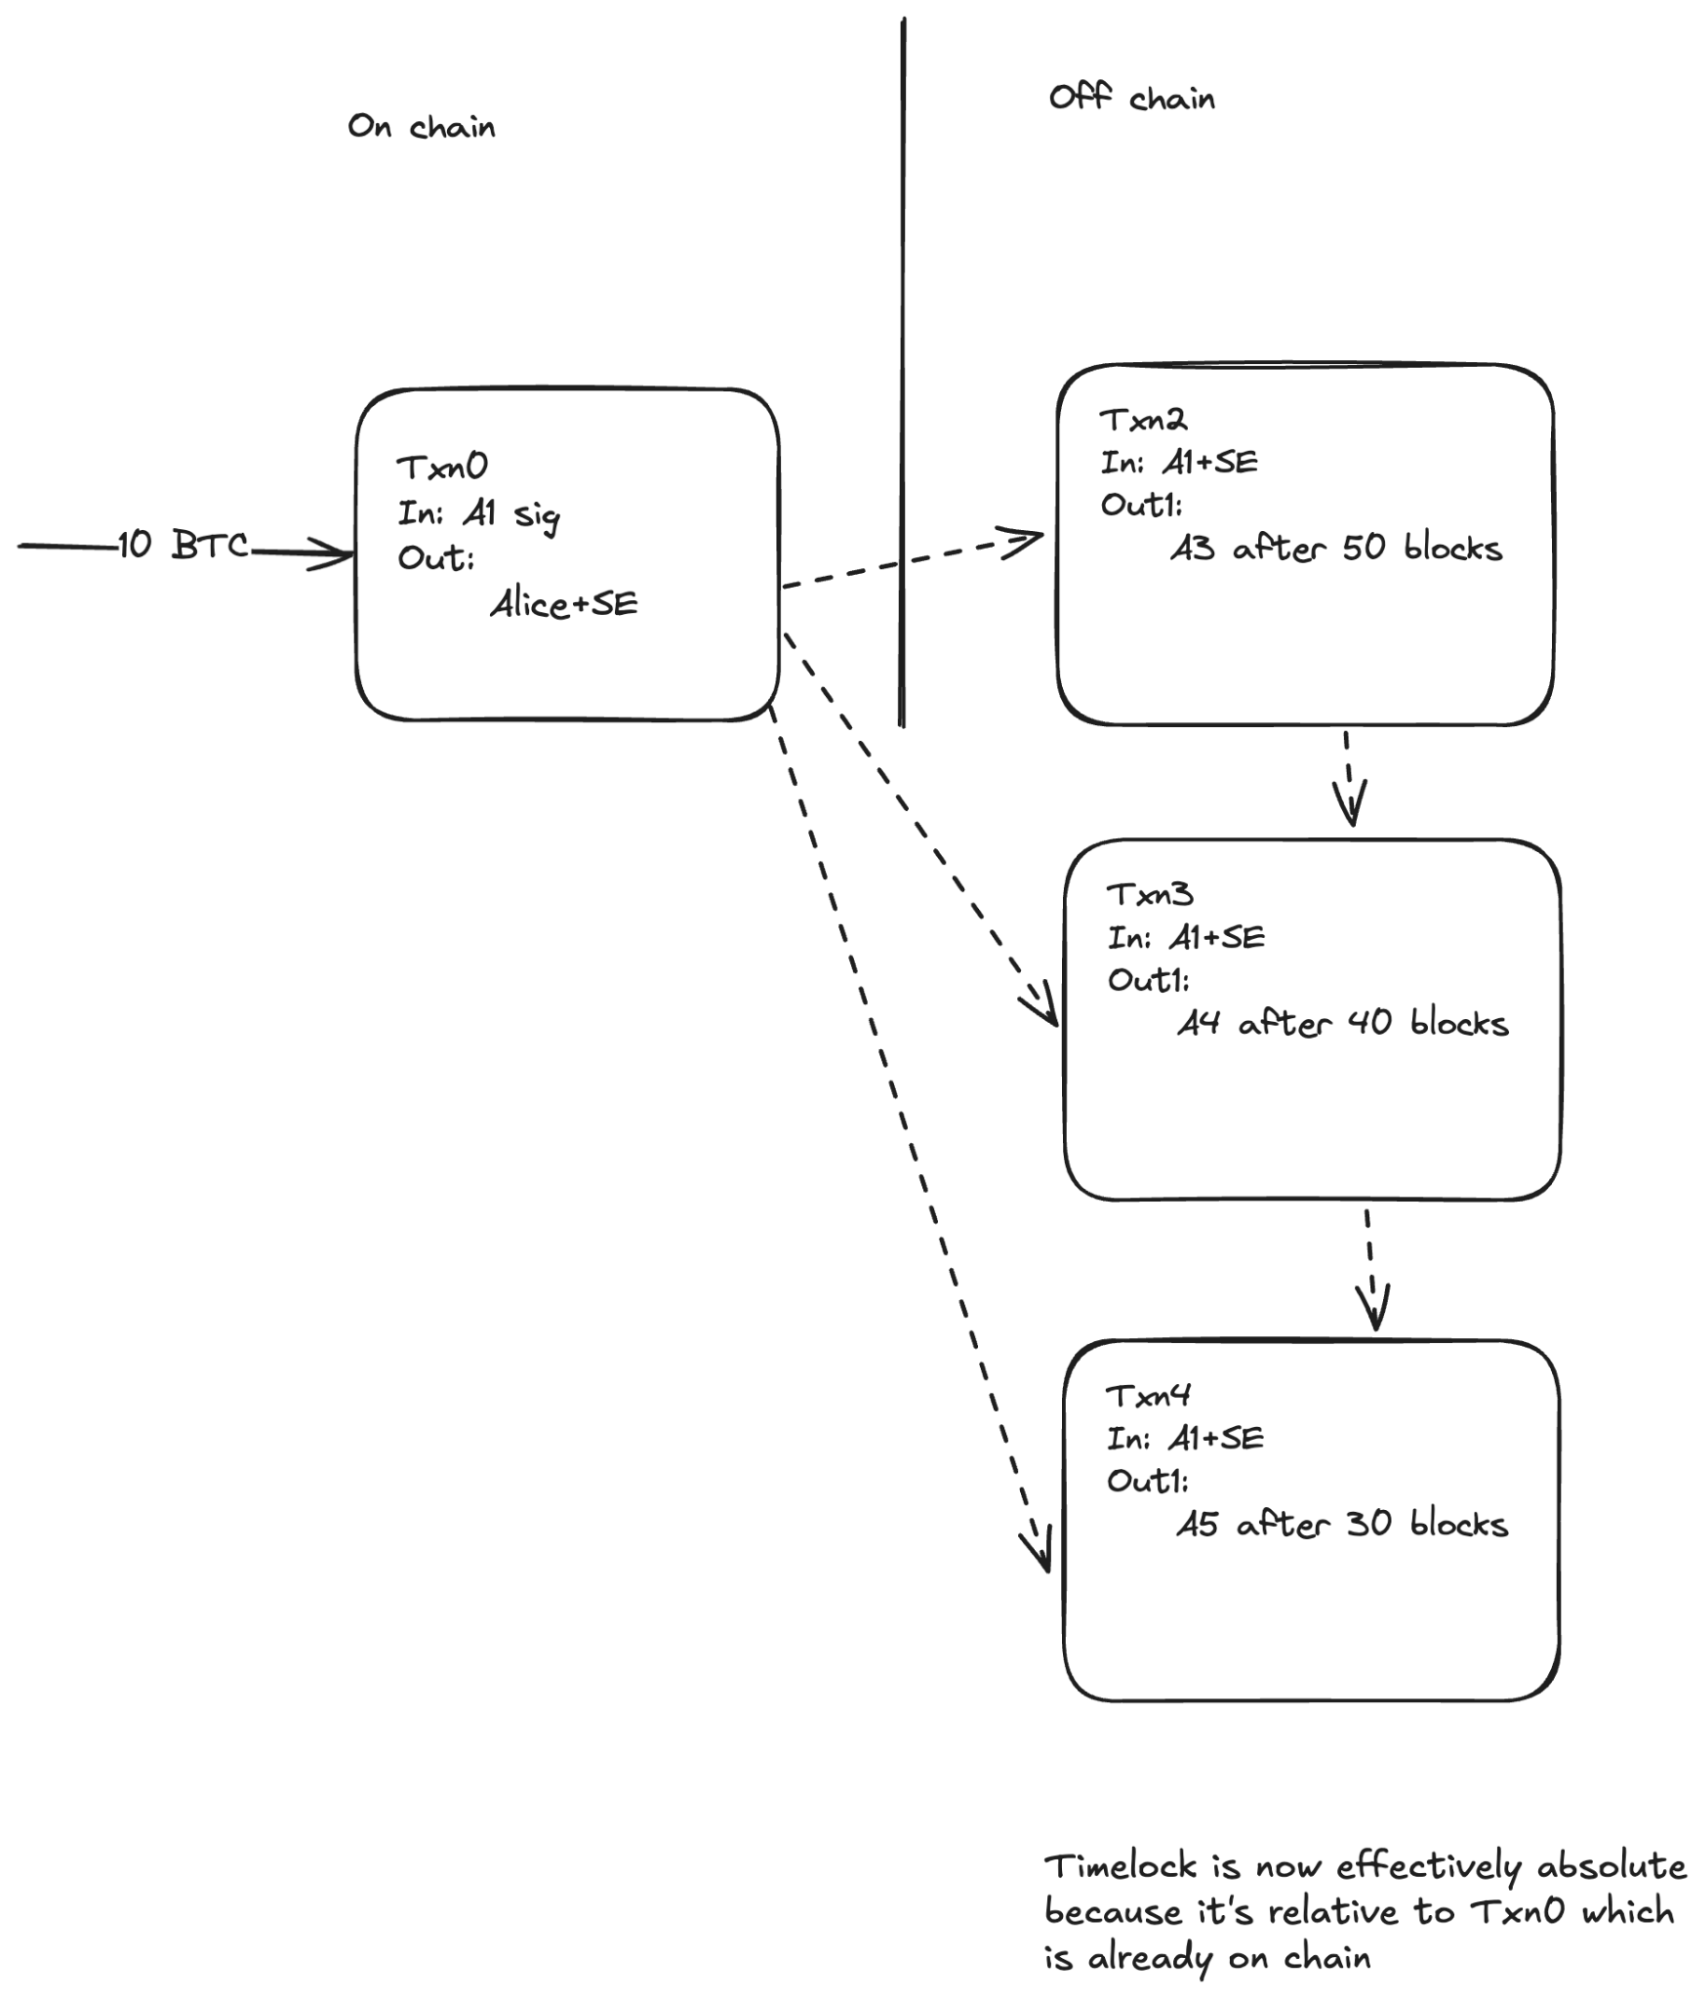 On chain
Off chain
10 BTC
Txn0
In: A1 sig
Out:
Alice+SE
Txn2
In: A1+SE
Out1:
A3 after 50 blocks
Txn3
In: A1+SE
Out1:
A4 after 40 blocks
Txn4
In: A1+SE
Out1:
A5 after 30 blocks
Timelock is now effectively absolute
because it's relative to Txn0 which
is already on chain